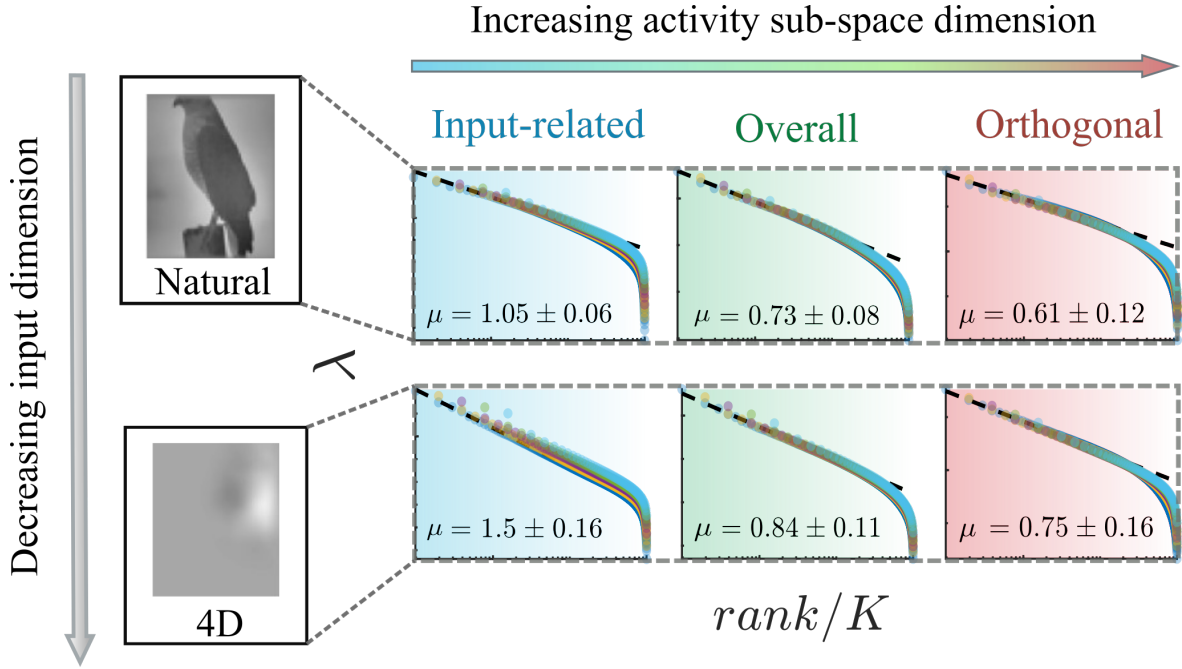 Increasing activity sub-space dimension
Decreasing input dimension
Input-related
Overall
Orthogonal
Natural
μ = 1.05 ± 0.06
μ = 0.73 ± 0.08
μ = 0.61 ± 0.12
λ
4D
μ = 1.5 ± 0.16
μ = 0.84 ± 0.11
μ = 0.75 ± 0.16
rank/K